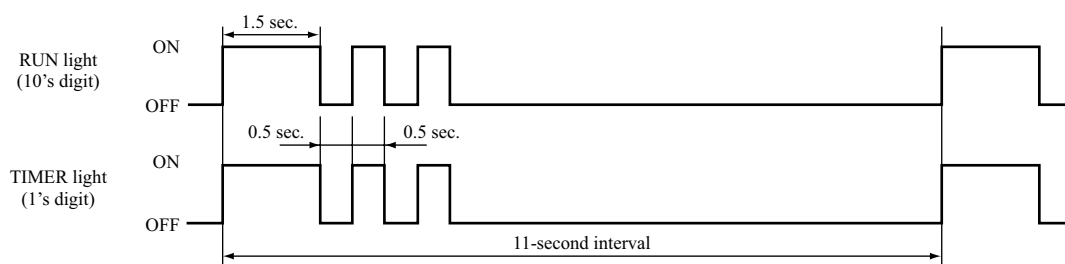 1.5 sec.
RUN light
(10’s digit)
ON
OFF
0.5 sec.
0.5 sec.
TIMER light
(1’s digit)
ON
OFF
11-second interval